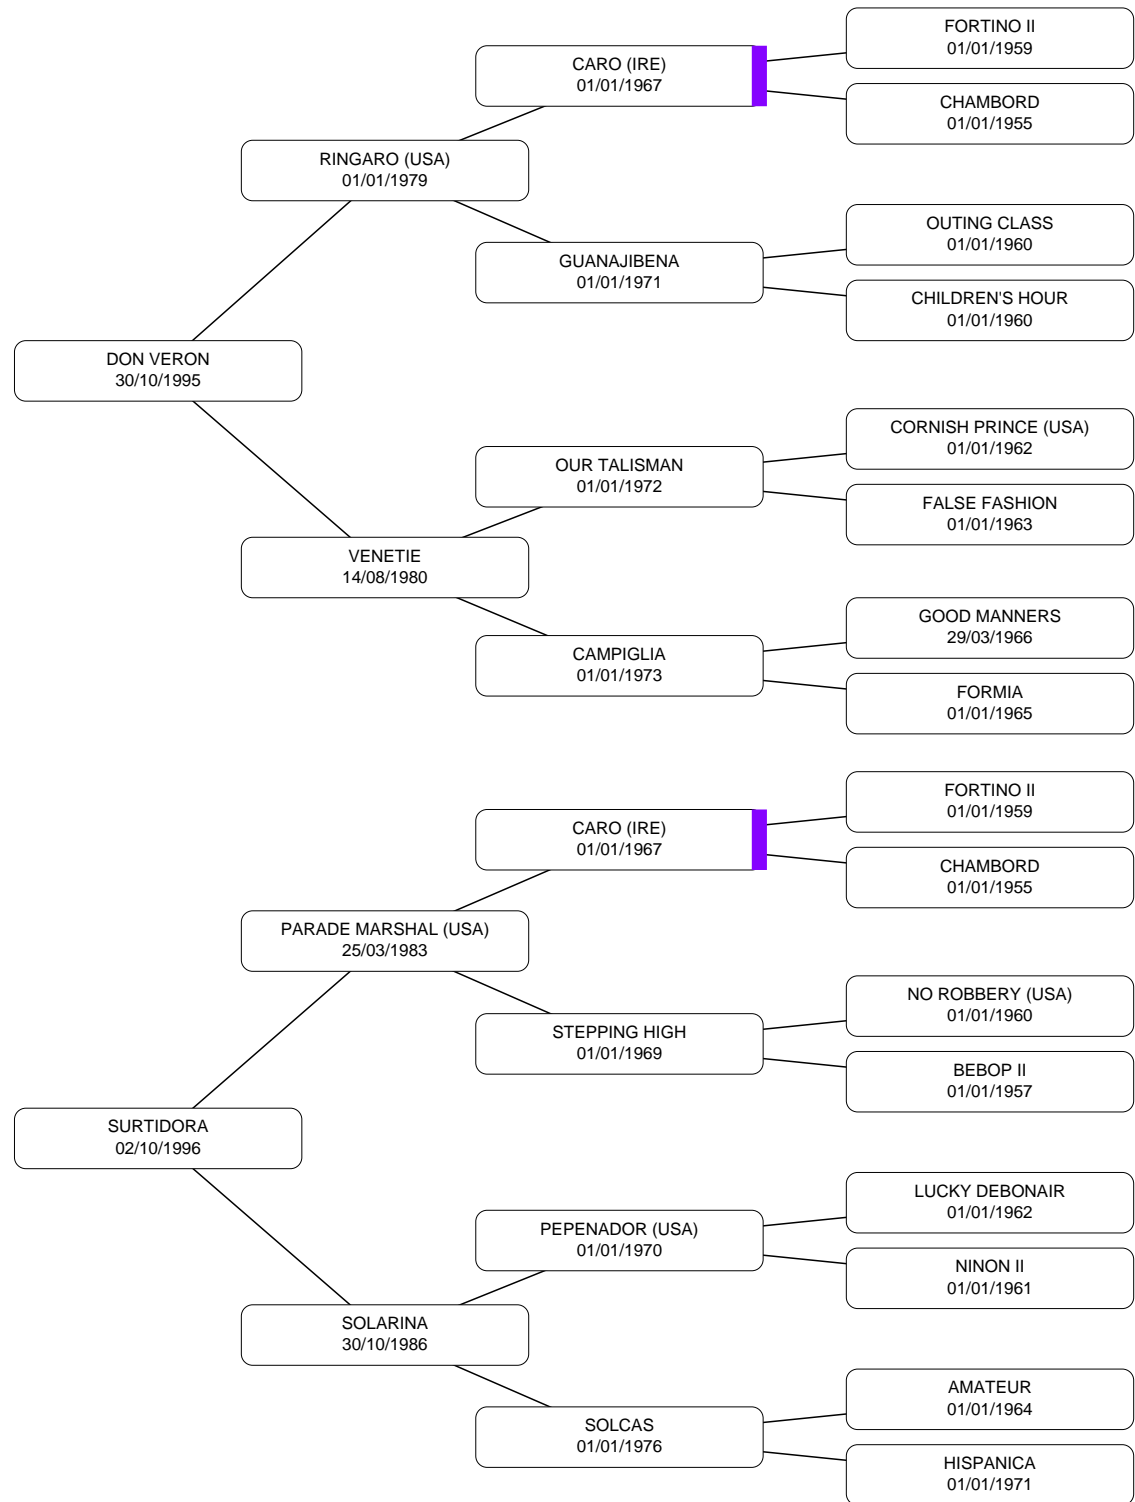 FORTINO II
01/01/1959
CARO (IRE)
01/01/1967
CHAMBORD
01/01/1955
RINGARO (USA)
01/01/1979
OUTING CLASS
01/01/1960
GUANAJIBENA
01/01/1971
CHILDREN'S HOUR
01/01/1960
DON VERON
30/10/1995
CORNISH PRINCE (USA)
01/01/1962
OUR TALISMAN
01/01/1972
FALSE FASHION
01/01/1963
VENETIE
14/08/1980
GOOD MANNERS
29/03/1966
CAMPIGLIA
01/01/1973
FORMIA
01/01/1965
FORTINO II
01/01/1959
CARO (IRE)
01/01/1967
CHAMBORD
01/01/1955
PARADE MARSHAL (USA)
25/03/1983
NO ROBBERY (USA)
01/01/1960
STEPPING HIGH
01/01/1969
BEBOP II
01/01/1957
SURTIDORA
02/10/1996
LUCKY DEBONAIR
01/01/1962
PEPENADOR (USA)
01/01/1970
NINON II
01/01/1961
SOLARINA
30/10/1986
AMATEUR
01/01/1964
SOLCAS
01/01/1976
HISPANICA
01/01/1971